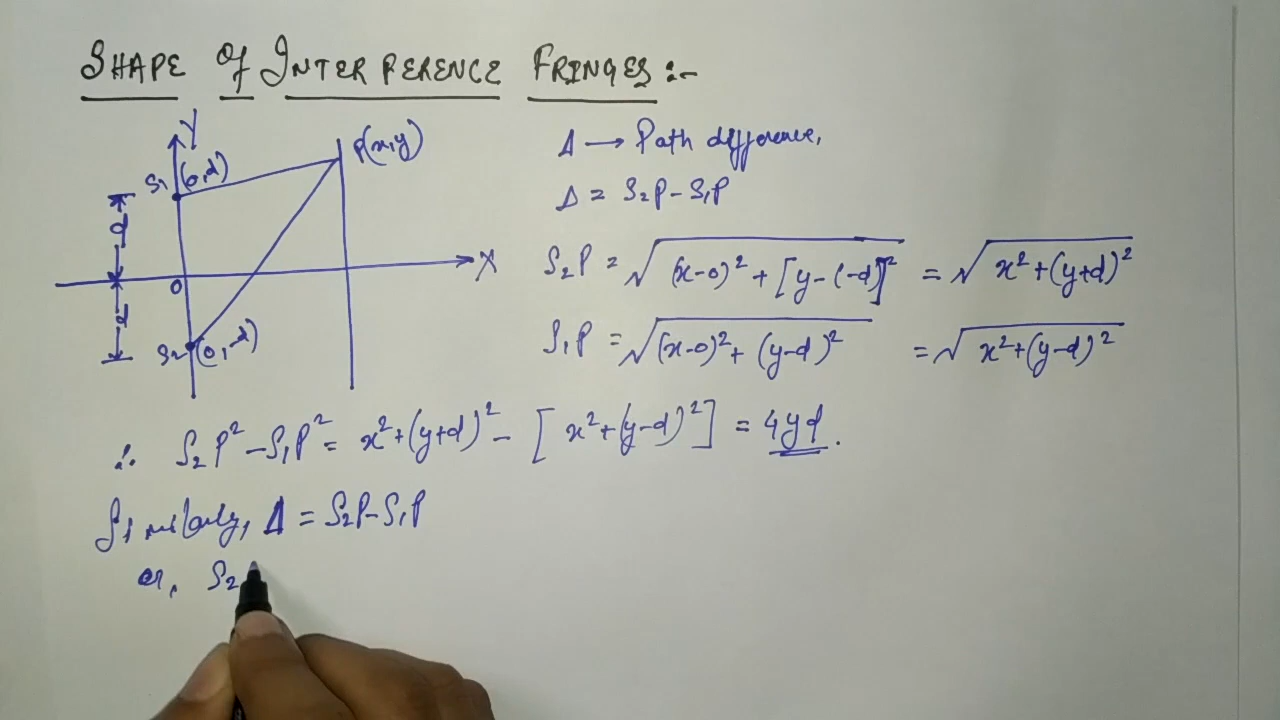 SHAPE Of INTERFERENCE FRINGES :-
Y
S₁ (0,d)
P(x,y)
d
X
0
d
S₂ (0,-d)
Δ → Path difference,
Δ = S₂P - S₁P
S₂P = √(x-0)² + [y-(-d)]² = √x²+(y+d)²
S₁P = √(x-0)²+ (y-d)² = √x²+(y-d)²
∴ S₂P² - S₁P² = x²+(y+d)² - [x²+(y-d)²] = 4yd.
Similarly, Δ = S₂P - S₁P
or, S₂